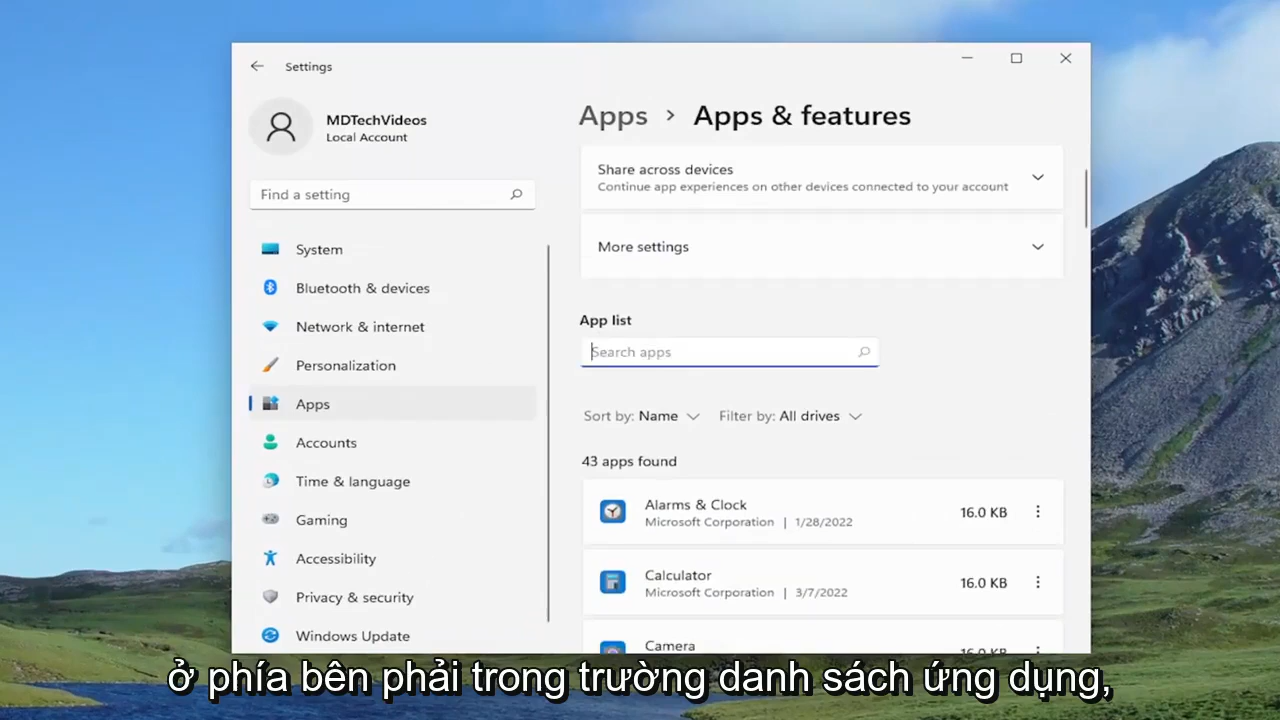 Settings
MDTechVideos
Local Account
Find a setting
System
Bluetooth & devices
Network & internet
Personalization
Apps
Accounts
Time & language
Gaming
Accessibility
Privacy & security
Windows Update
Apps > Apps & features
Share across devices
Continue app experiences on other devices connected to your account
More settings
App list
Search apps
Sort by: Name Filter by: All drives
43 apps found
Alarms & Clock
Microsoft Corporation | 1/28/2022
16.0 KB
Calculator
Microsoft Corporation | 3/7/2022
16.0 KB
Camera
16.0 KB
ở phía bên phải trong trường danh sách ứng dụng,